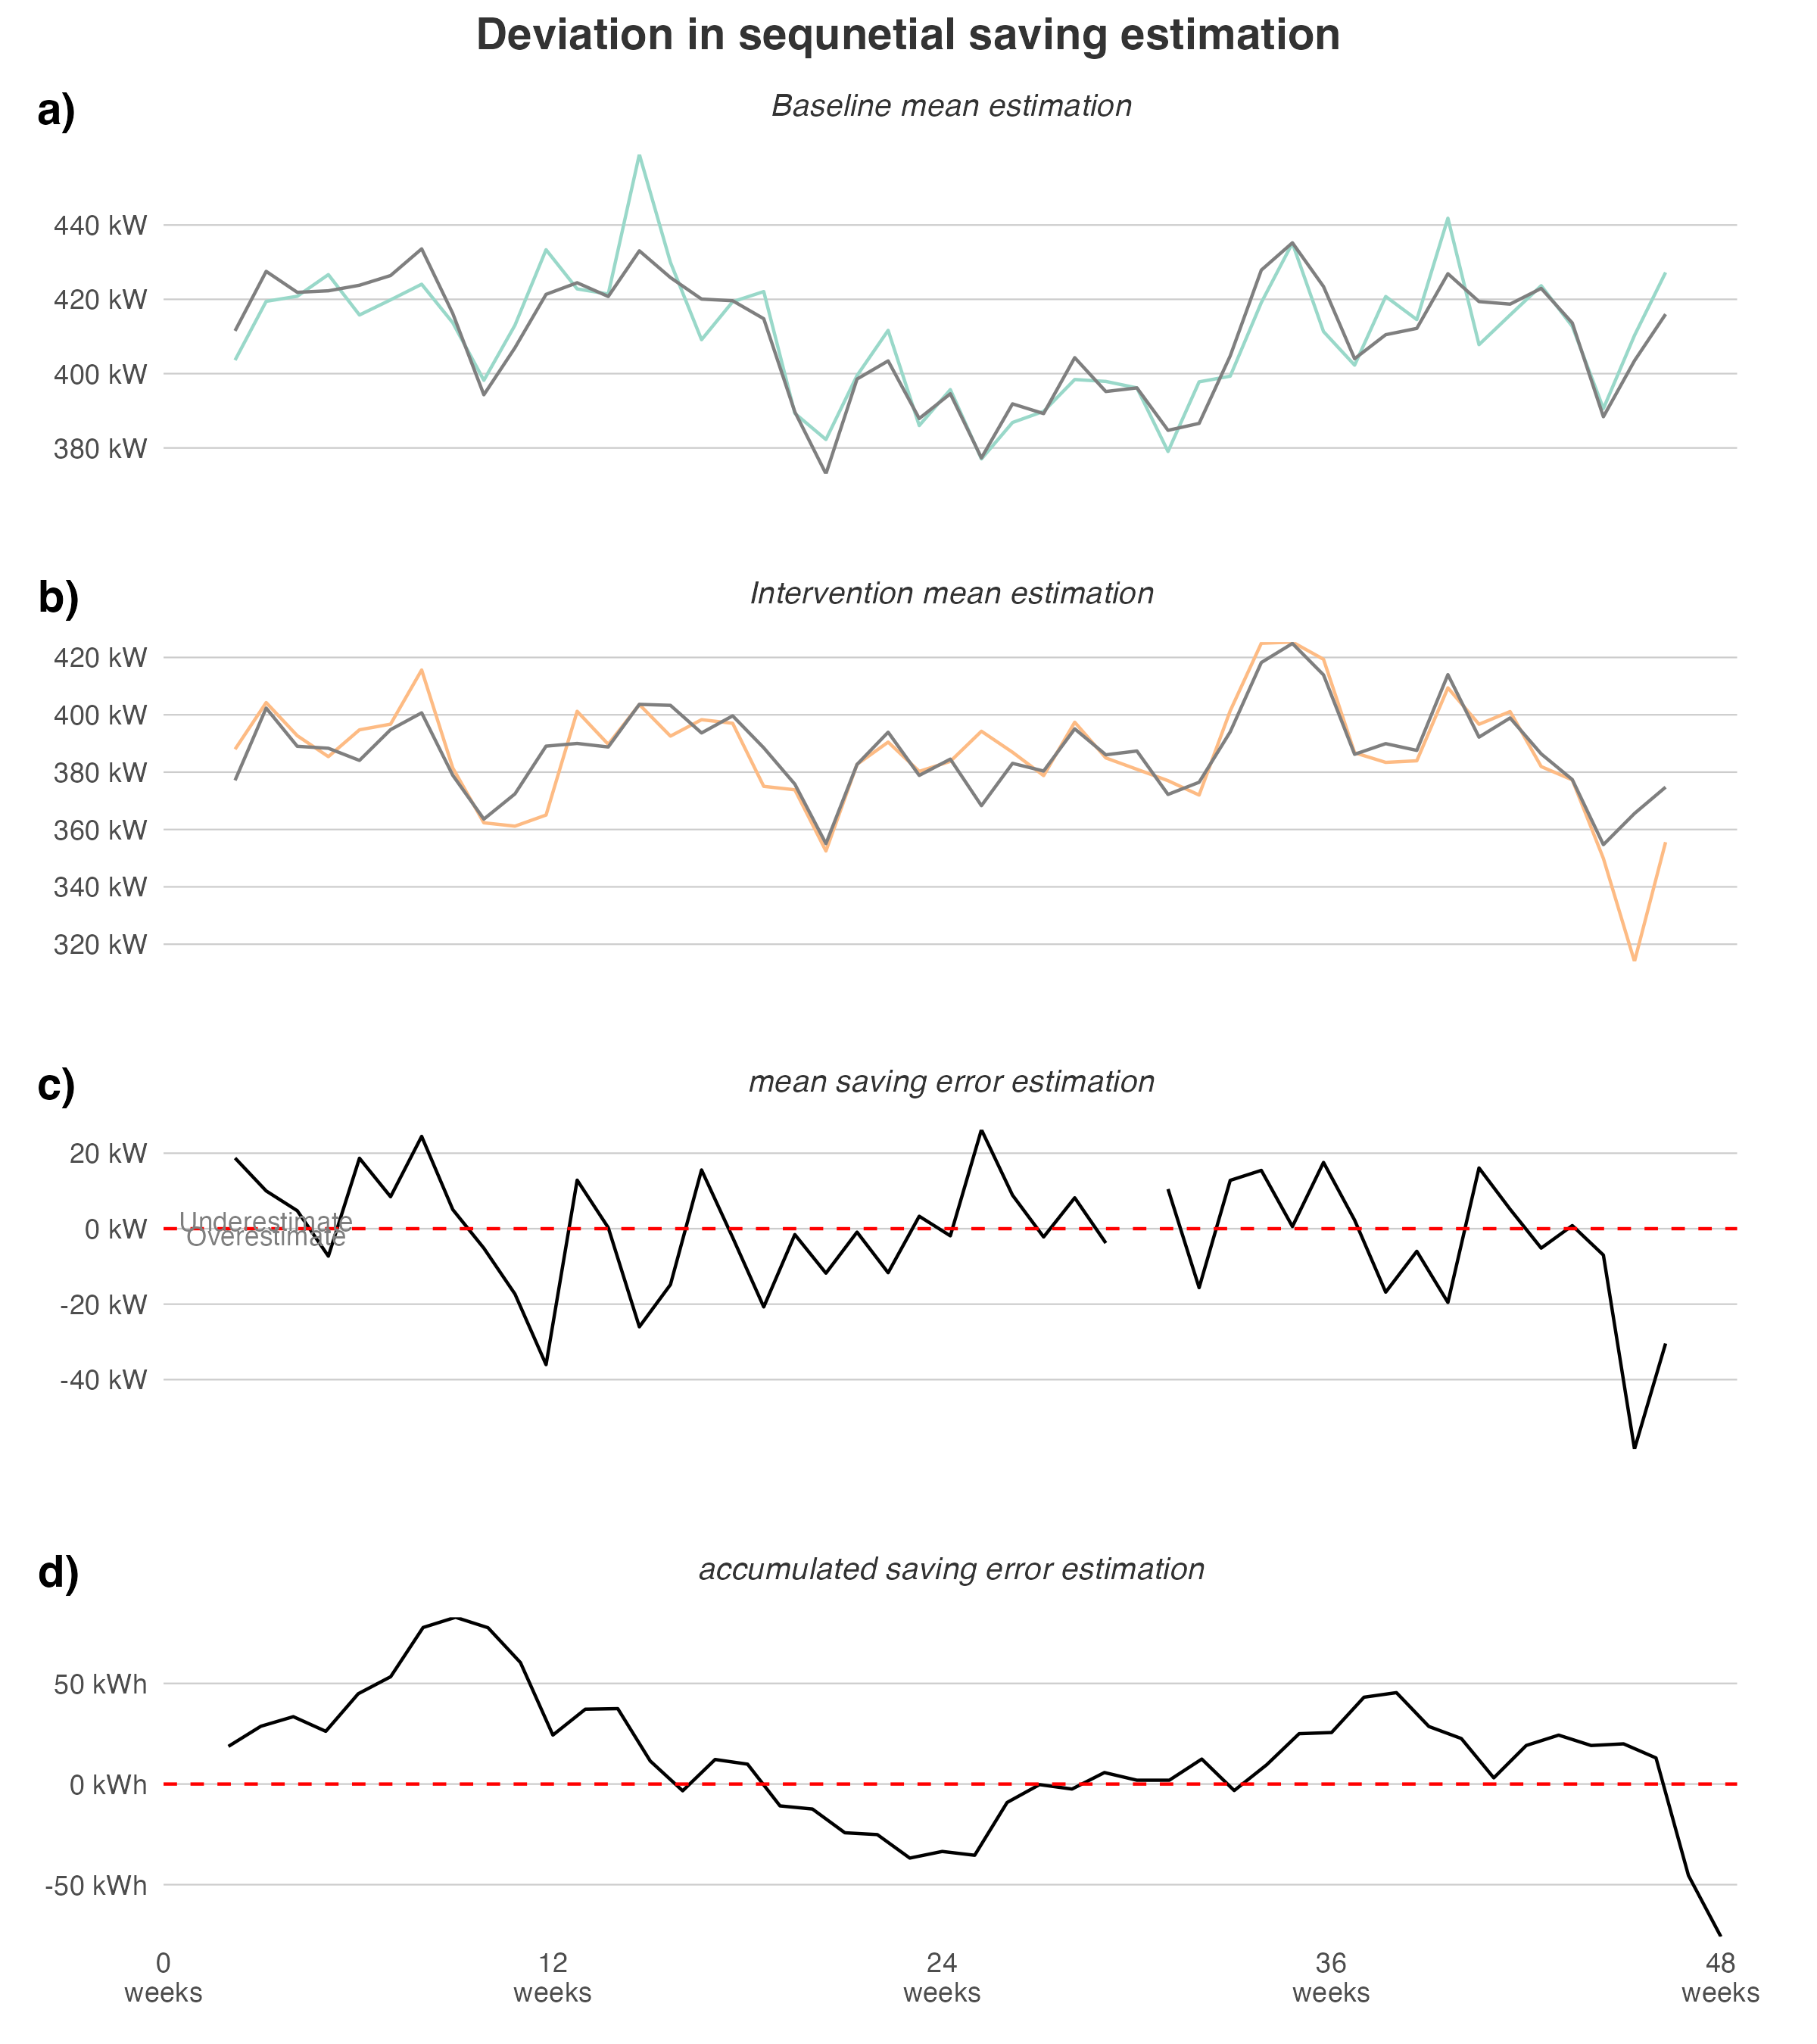 Deviation in sequnetial saving estimation
a)
Baseline mean estimation
440 kW
420 kW
400 kW
380 kW
b)
Intervention mean estimation
420 kW
400 kW
380 kW
360 kW
340 kW
320 kW
c)
mean saving error estimation
20 kW
Underestimate
0 kW
Overestimate
-20 kW
-40 kW
d)
accumulated saving error estimation
50 kWh
0 kWh
-50 kWh
0 12 24 36 48
weeks weeks weeks weeks weeks